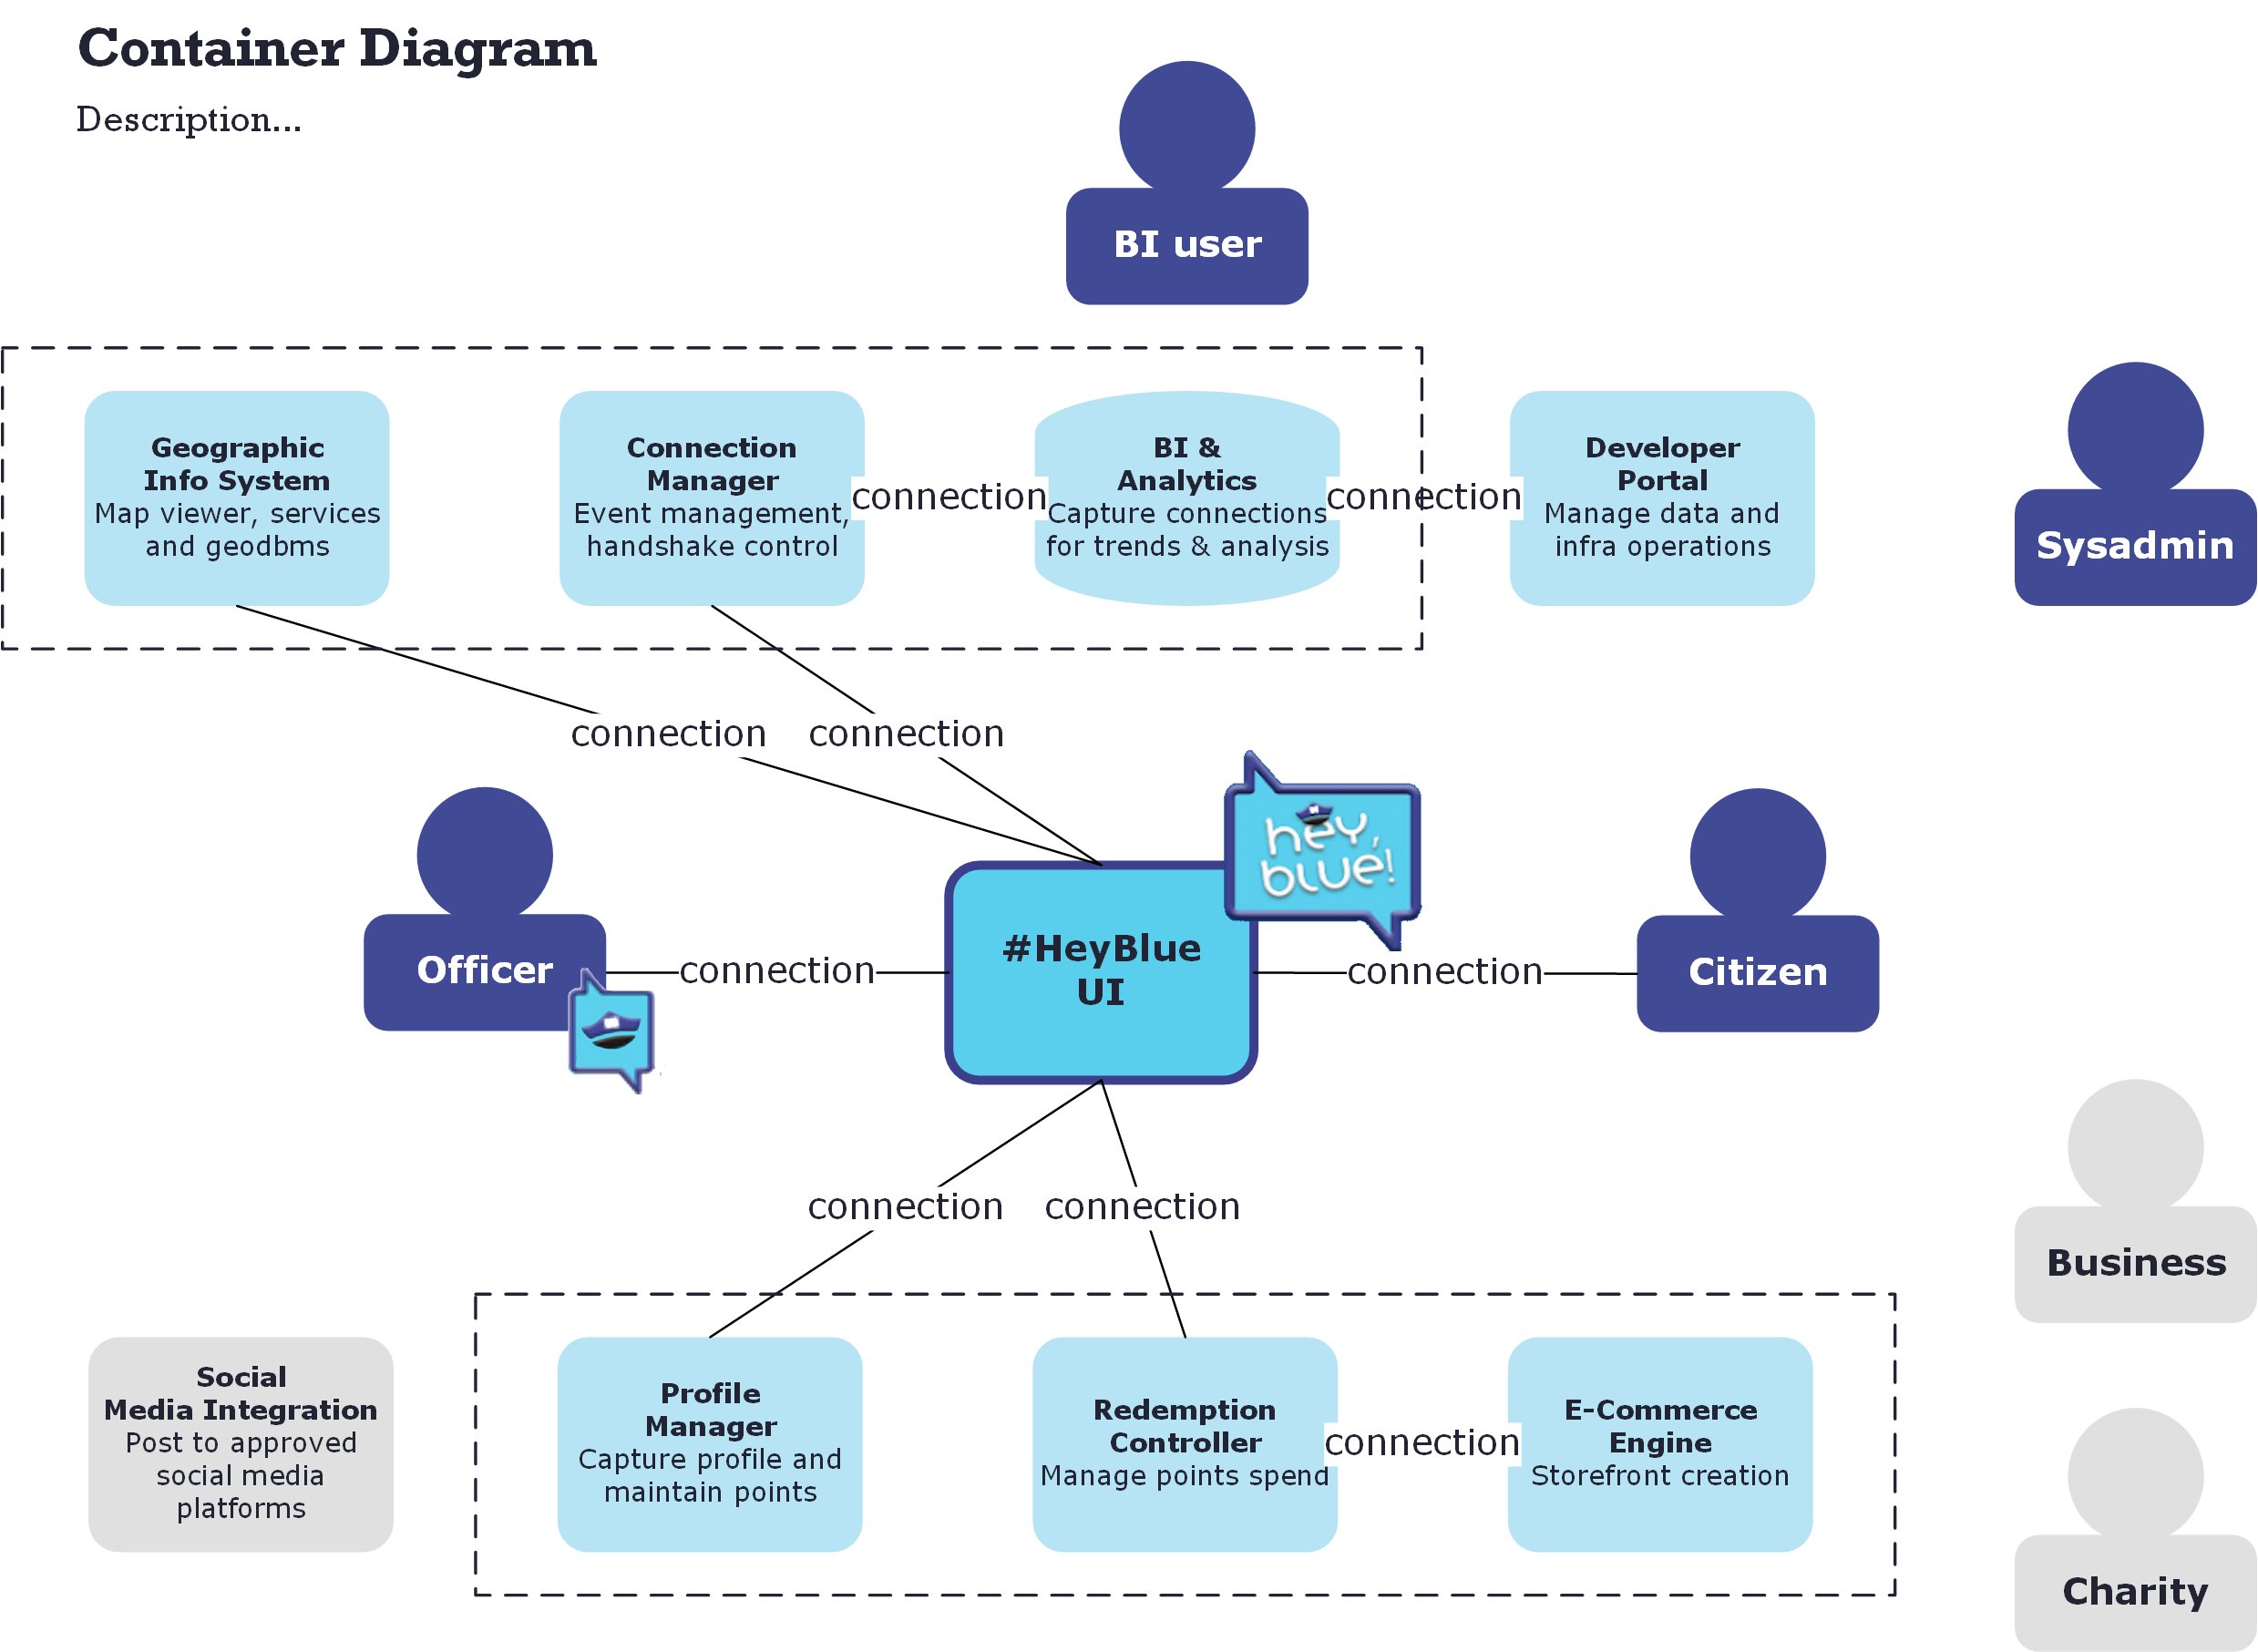 Container Diagram
Description...
BI user
Geographic
Info System
Map viewer, services
and geodbms
Connection
Manager
Event management,
handshake control
connection
BI &
Analytics
Capture connections
for trends & analysis
connection
Developer
Portal
Manage data and
infra operations
Sysadmin
connection
connection
hey,
blue!
Officer
connection
#HeyBlue
UI
connection
Citizen
connection
connection
Business
Social
Media Integration
Post to approved
social media
platforms
Profile
Manager
Capture profile and
maintain points
Redemption
Controller
Manage points spend
connection
E-Commerce
Engine
Storefront creation
Charity